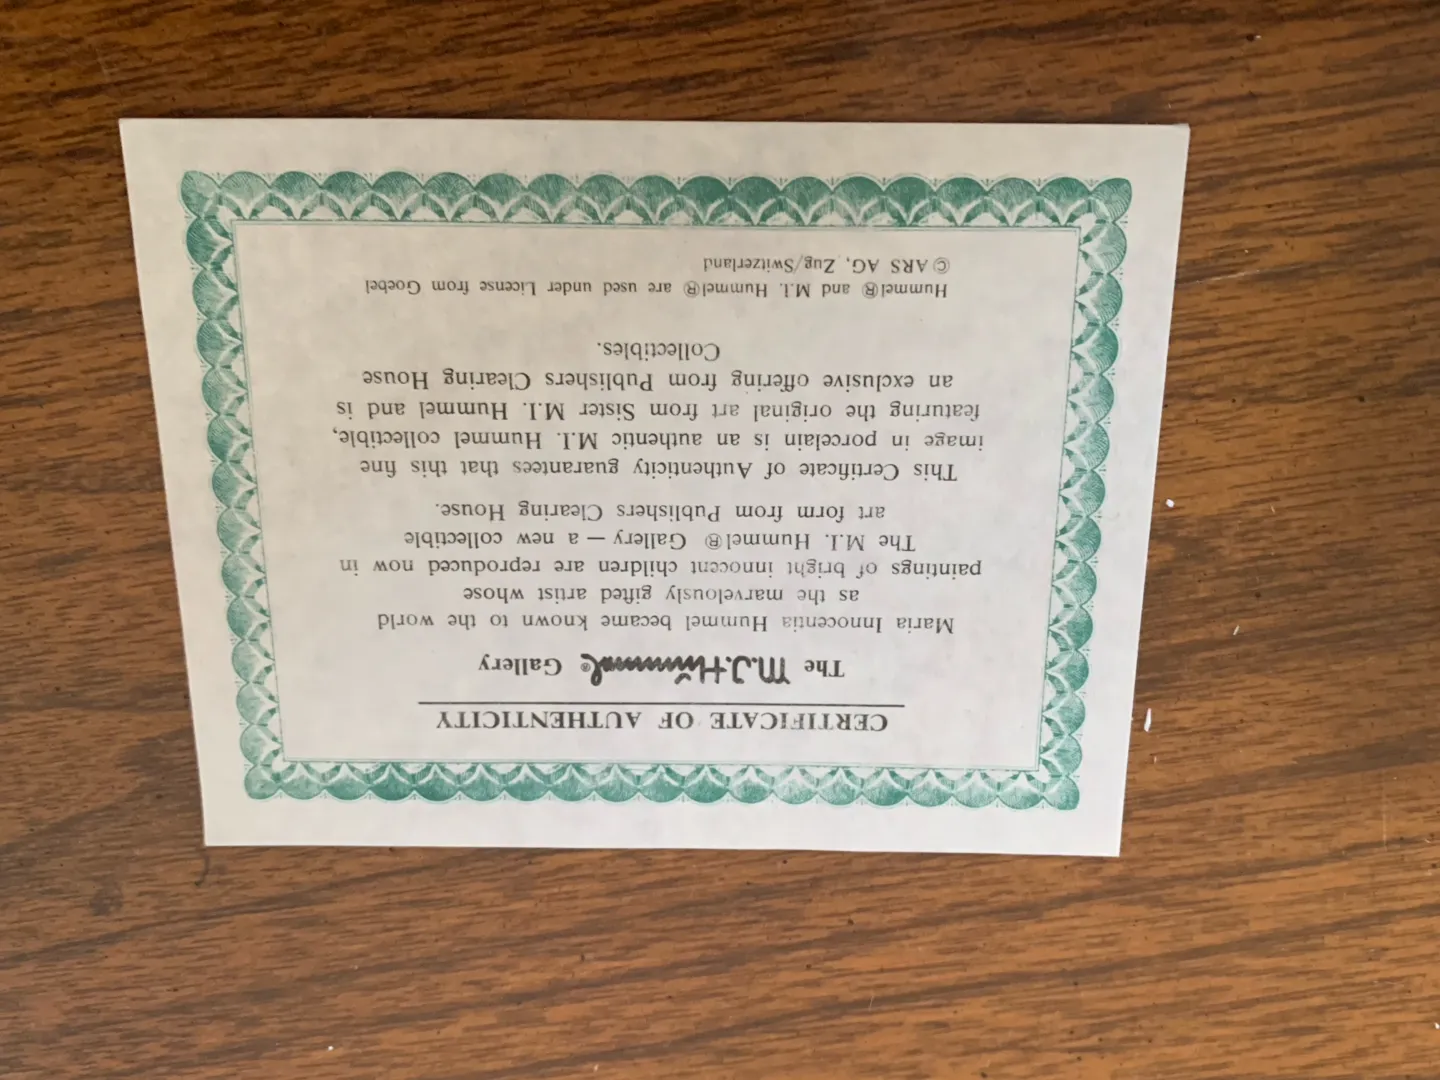 CERTIFICATE OF AUTHENTICITY
The M.J. Hümmel ® Gallery
Maria Innocentia Hummel became known to the world
as the marvelously gifted artist whose
paintings of bright innocent children are reproduced now in
The M.I. Hummel® Gallery — a new collectible
art form from Publishers Clearing House.
This Certificate of Authenticity guarantees that this fine
image in porcelain is an authentic M.I. Hummel collectible,
featuring the original art from Sister M.I. Hummel and is
an exclusive offering from Publishers Clearing House
Collectibles.
Hummel® and M.I. Hummel® are used under License from Goebel
© ARS AG, Zug/Switzerland